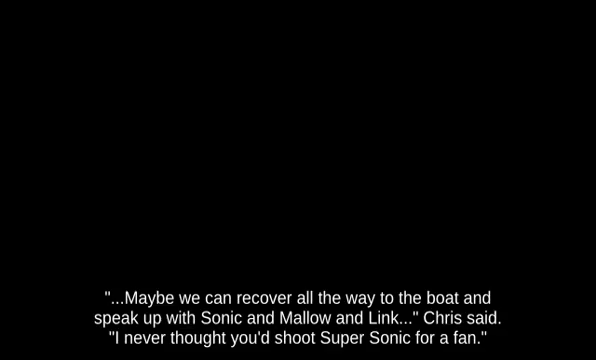 "...Maybe we can recover all the way to the boat and
speak up with Sonic and Mallow and Link..." Chris said.
"I never thought you'd shoot Super Sonic for a fan."